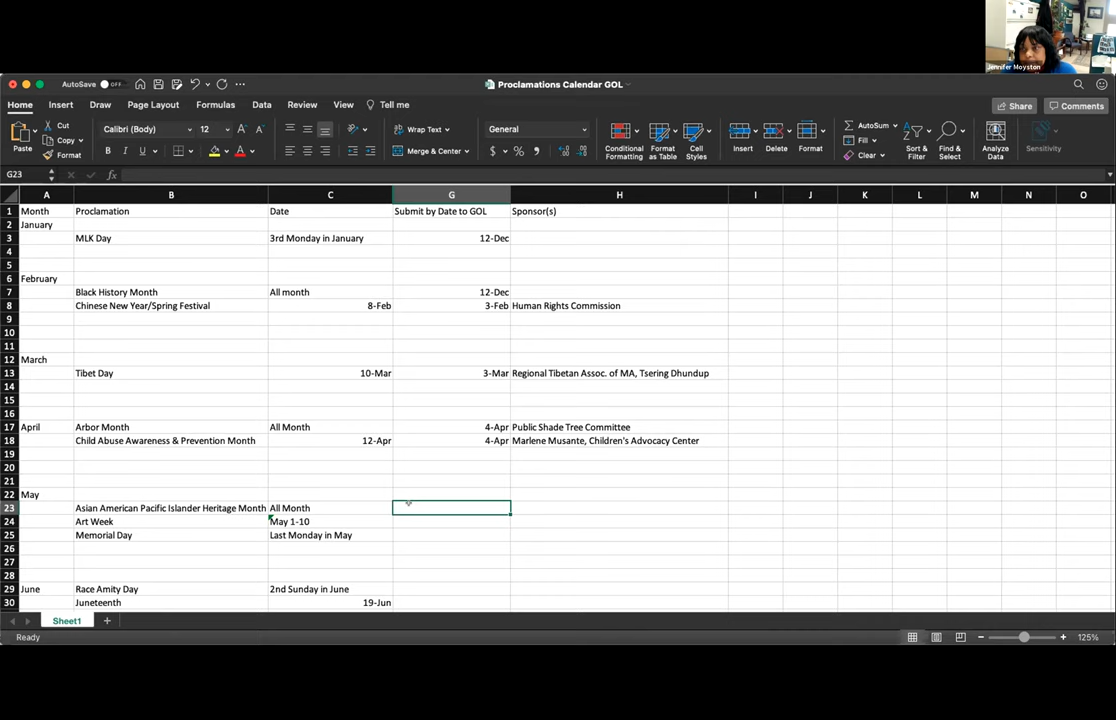 Jennifer Moyston
AutoSave OFF
Proclamations Calendar GOL
Home Insert Draw Page Layout Formulas Data Review View Tell me
Share Comments
Paste
Cut
Copy
Format
Calibri (Body) 12
B I U
Wrap Text
Merge & Center
General
Conditional Formatting
Format as Table
Cell Styles
Insert
Delete
Format
AutoSum
Fill
Clear
Sort & Filter
Find & Select
Analyze Data
Sensitivity
G23 fx
A B C G H I J K L M N O
1 Month Proclamation Date Submit by Date to GOL Sponsor(s)
2 January
3 MLK Day 3rd Monday in January 12-Dec
4
5
6 February
7 Black History Month All month 12-Dec
8 Chinese New Year/Spring Festival 8-Feb 3-Feb Human Rights Commission
9
10
11
12 March
13 Tibet Day 10-Mar 3-Mar Regional Tibetan Assoc. of MA, Tsering Dhundup
14
15
16
17 April Arbor Month All Month 4-Apr Public Shade Tree Committee
18 Child Abuse Awareness & Prevention Month 12-Apr 4-Apr Marlene Musante, Children's Advocacy Center
19
20
21
22 May
23 Asian American Pacific Islander Heritage Month All Month
24 Art Week May 1-10
25 Memorial Day Last Monday in May
26
27
28
29 June Race Amity Day 2nd Sunday in June
30 Juneteenth 19-Jun
Sheet1
Ready
125%